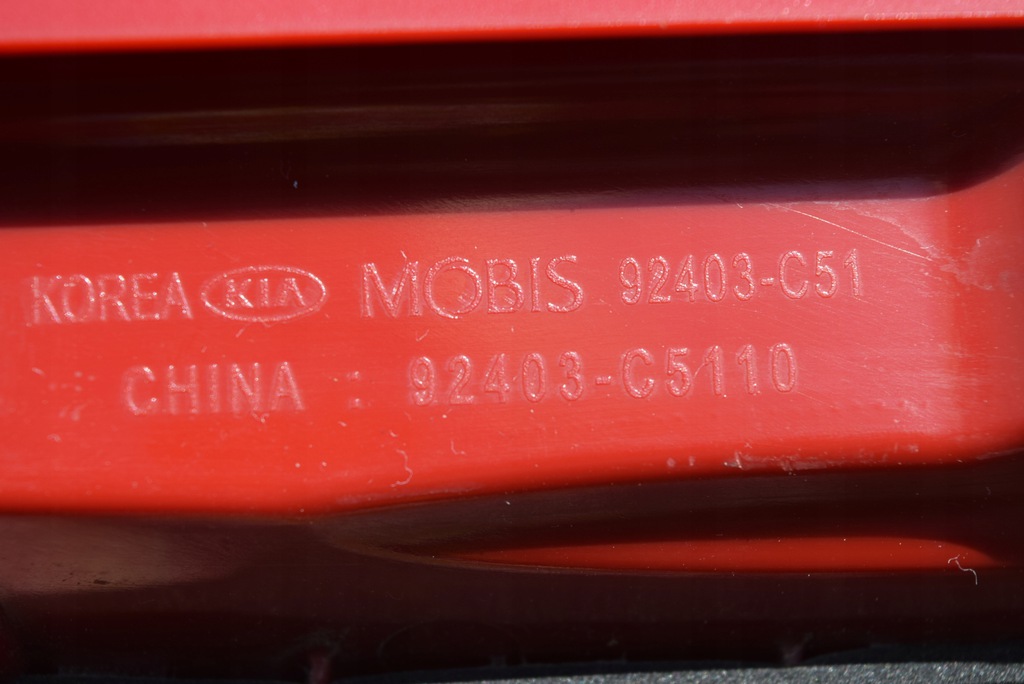 KOREA KIA MOBIS 92403-C51
CHINA : 92403-C5110